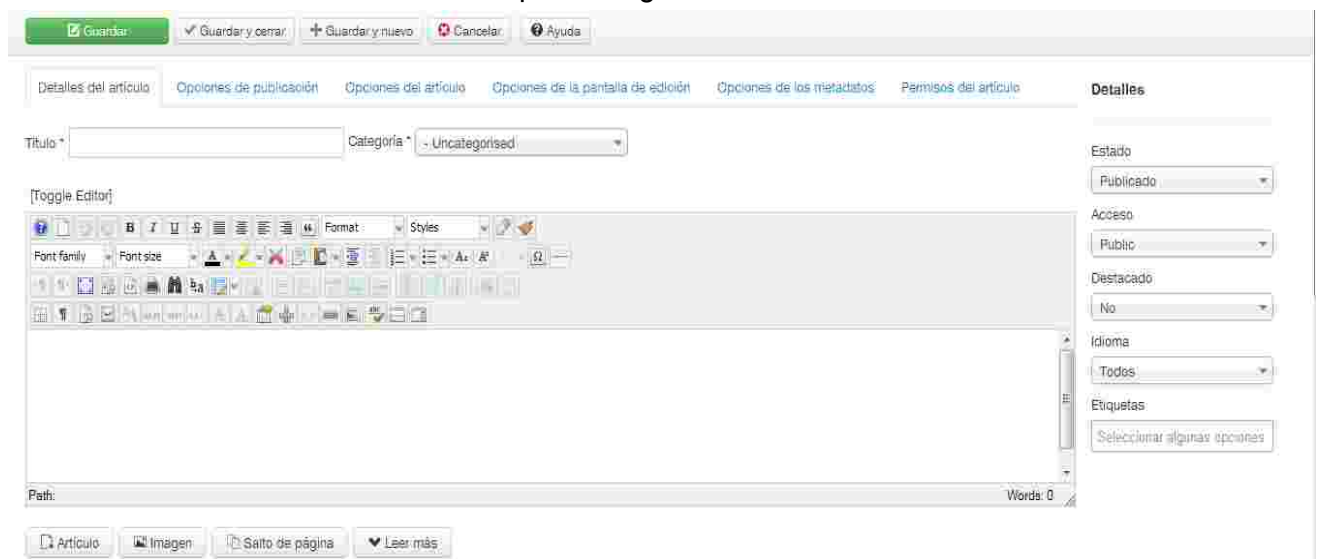 Guardar Guardar y cerrar Guardar y nuevo Cancelar Ayuda
Detalles del artículo Opciones de publicación Opciones del artículo Opciones de la pantalla de edición Opciones de los metadatos Permisos del artículo
Detalles
Título * Categoría * - Uncategorised
Estado
Publicado
[Toggle Editor]
Acceso
Format Styles
Public
Font family Font size
Destacado
No
Idioma
Todos
Etiquetas
Seleccionar algunas opciones
Path: Words: 0
Artículo Imagen Salto de página Leer más